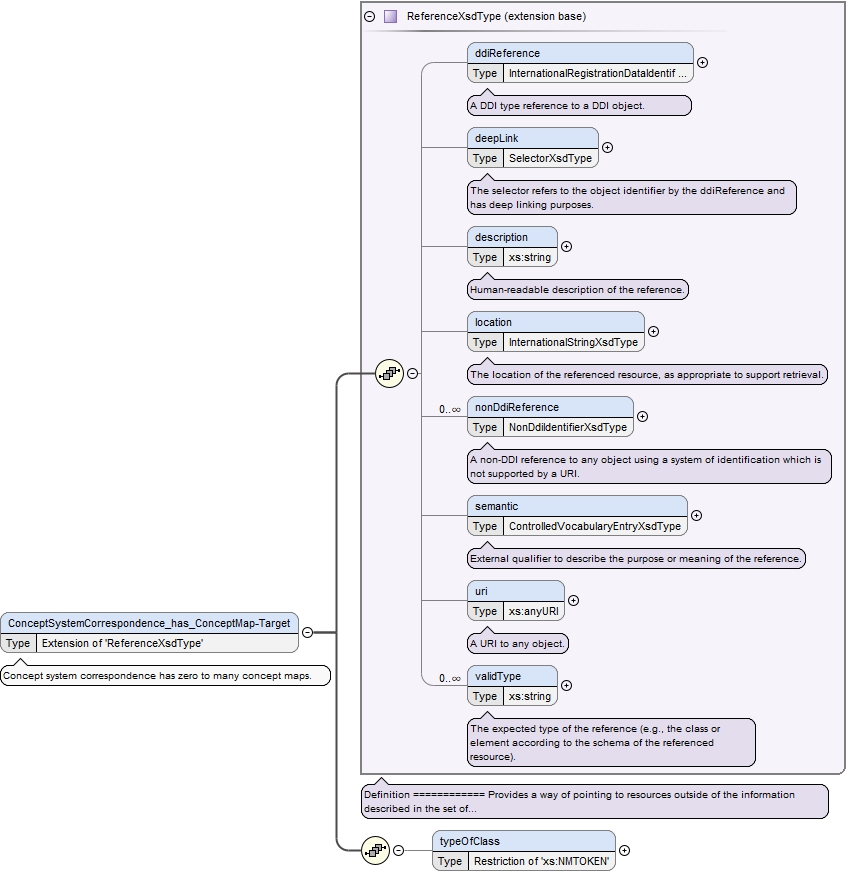 ReferenceXsdType (extension base)
ddiReference
Type InternationalRegistrationDataIdentif ...
A DDI type reference to a DDI object.
deepLink
Type SelectorXsdType
The selector refers to the object identifier by the ddiReference and
has deep linking purposes.
description
Type xs:string
Human-readable description of the reference.
location
Type InternationalStringXsdType
The location of the referenced resource, as appropriate to support retrieval.
0..∞
nonDdiReference
Type NonDdiIdentifierXsdType
A non-DDI reference to any object using a system of identification which is
not supported by a URI.
semantic
Type ControlledVocabularyEntryXsdType
External qualifier to describe the purpose or meaning of the reference.
uri
Type xs:anyURI
A URI to any object.
0..∞
validType
Type xs:string
The expected type of the reference (e.g., the class or
element according to the schema of the referenced
resource).
ConceptSystemCorrespondence_has_ConceptMap-Target
Type Extension of 'ReferenceXsdType'
Concept system correspondence has zero to many concept maps.
Definition ============ Provides a way of pointing to resources outside of the information
described in the set of...
typeOfClass
Type Restriction of 'xs:NMTOKEN'